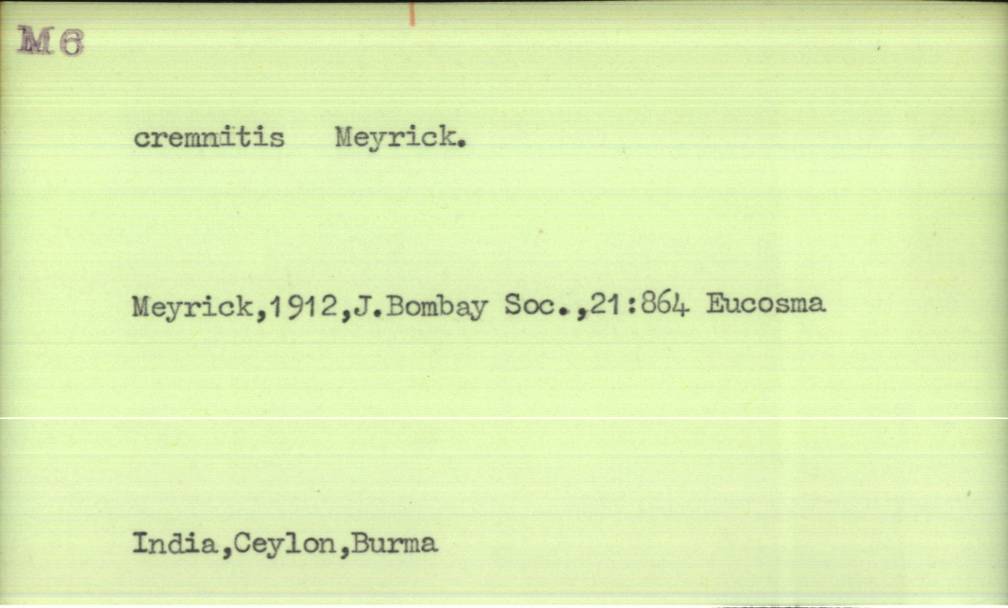 M6
cremnitis Meyrick.
Meyrick,1912,J.Bombay Soc.,21:864 Eucosma
India,Ceylon,Burma